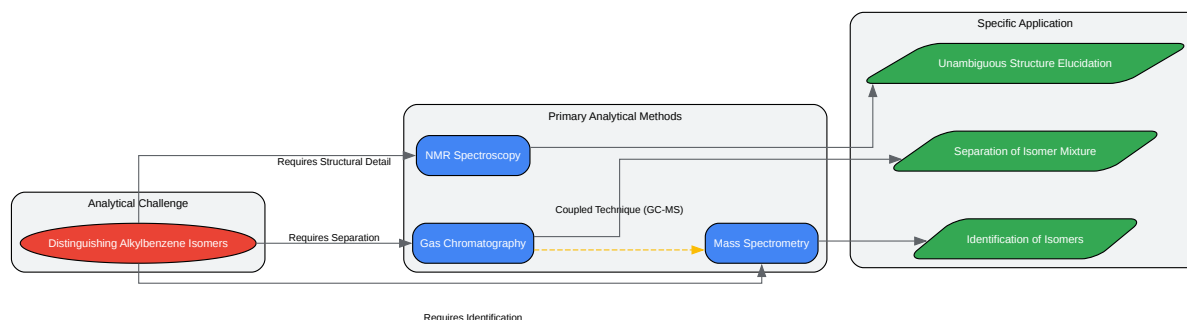 Specific Application
Unambiguous Structure Elucidation
Primary Analytical Methods
NMR Spectroscopy
Separation of Isomer Mixture
Requires Structural Detail
Analytical Challenge
Coupled Technique (GC-MS)
Distinguishing Alkylbenzene Isomers
Requires Separation
Gas Chromatography
Mass Spectrometry
Identification of Isomers
Requires Identification